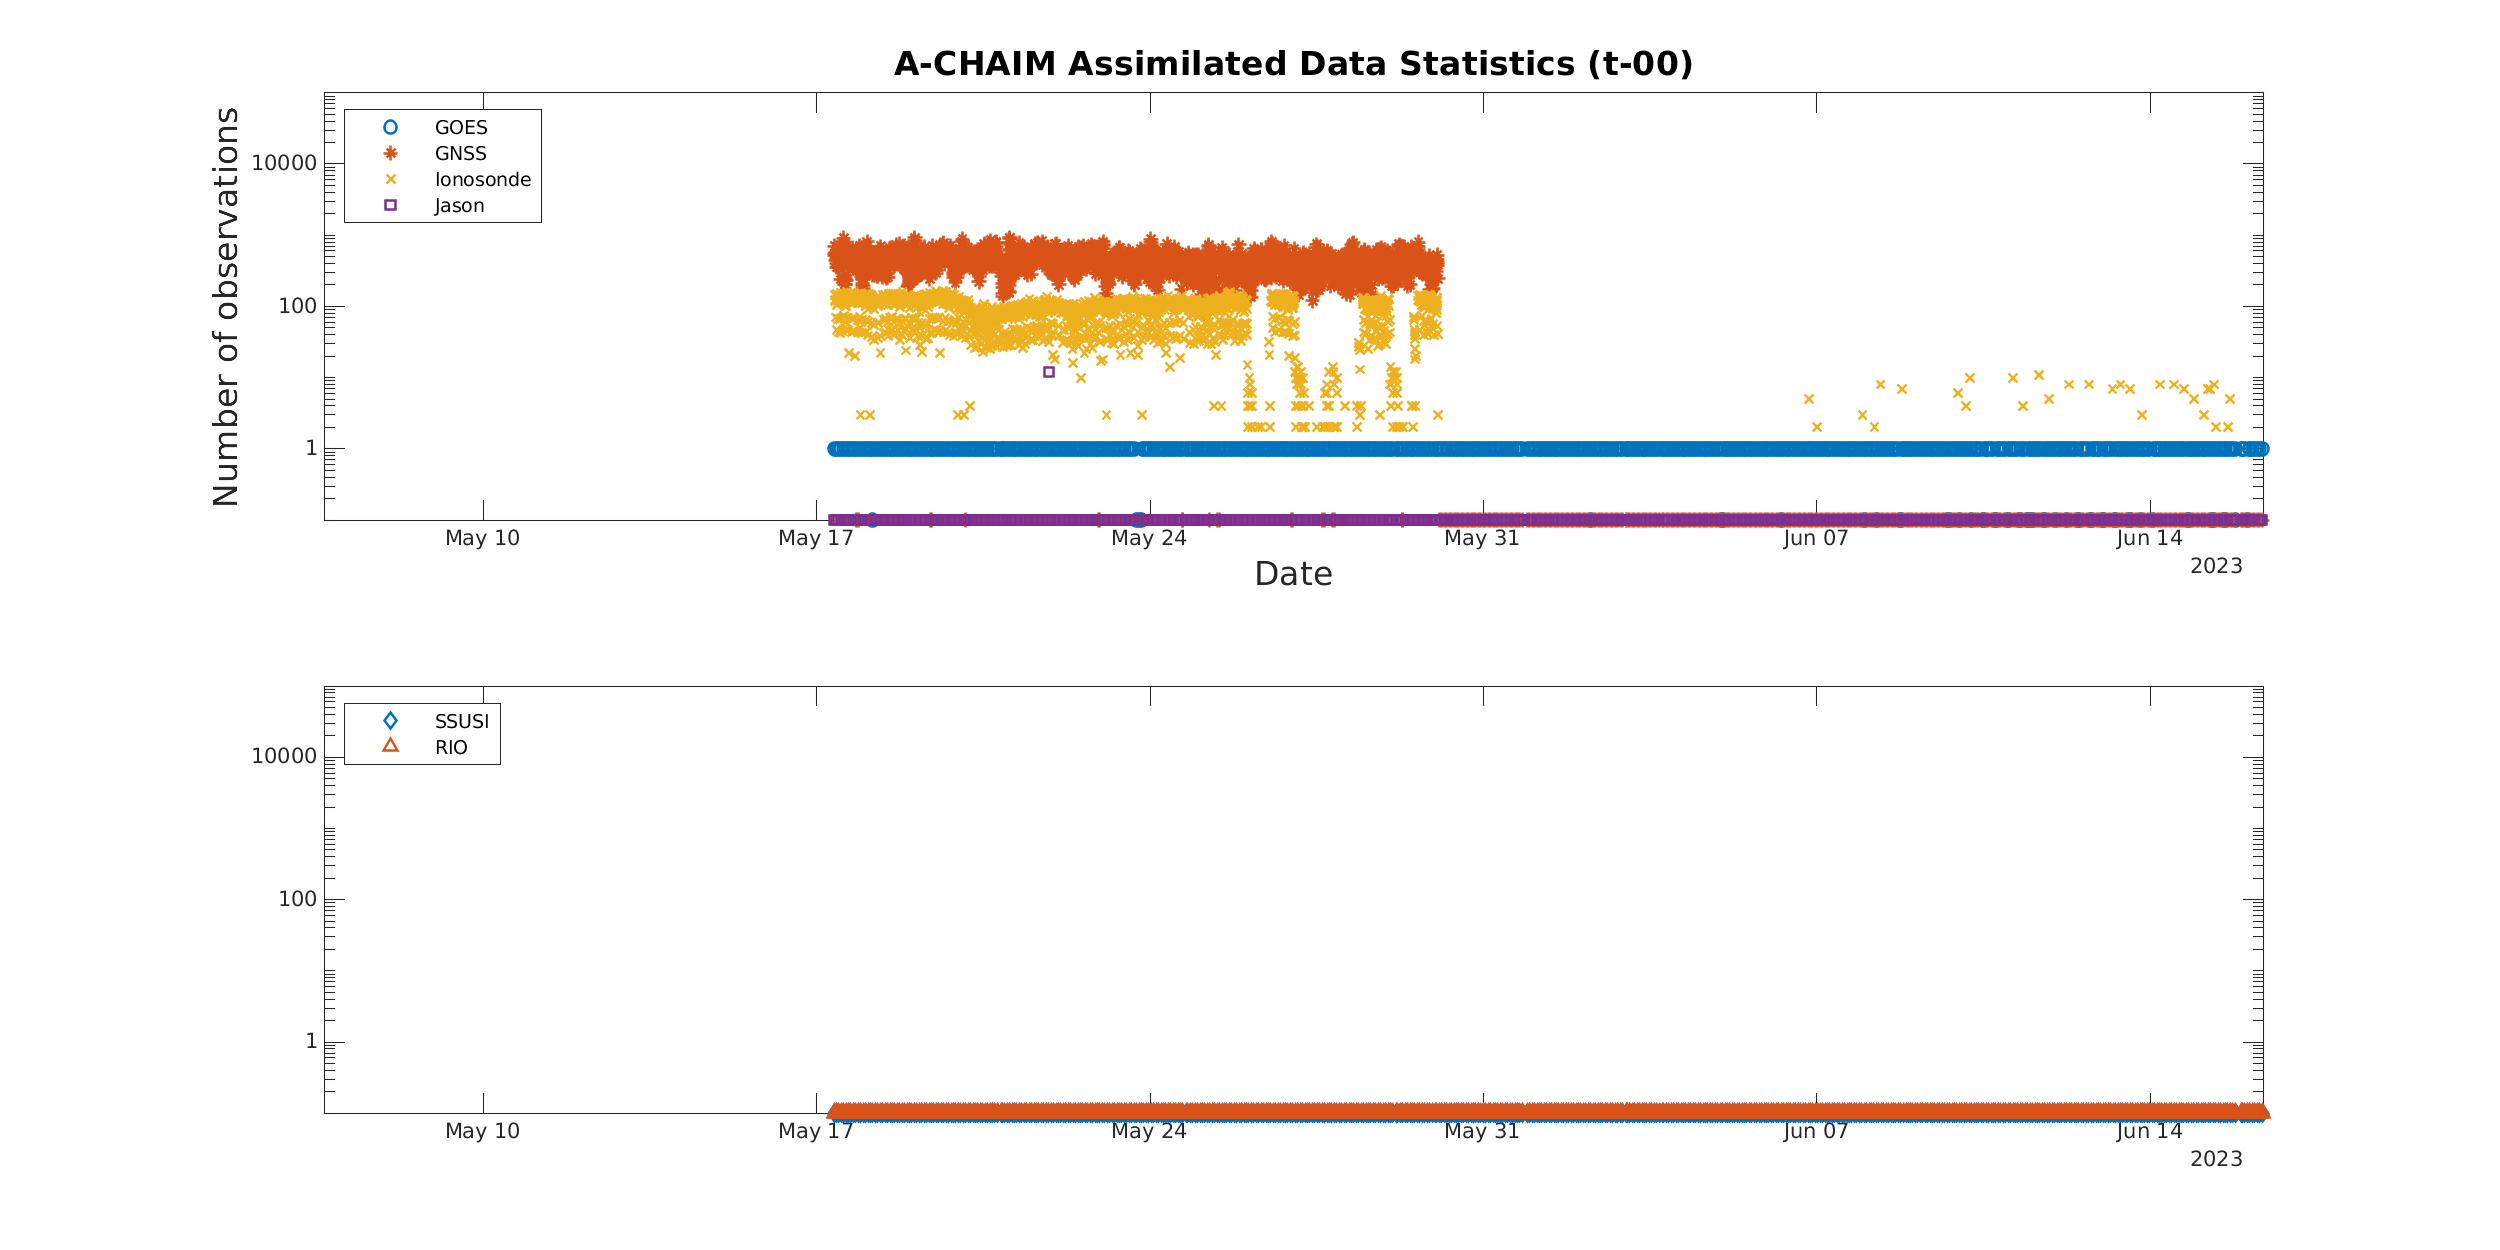 A-CHAIM Assimilated Data Statistics (t-00)
Number of observations
GOES
GNSS
Ionosonde
Jason
10000
100
1
May 10 May 17 May 24 May 31 Jun 07 Jun 14
2023
Date
SSUSI
RIO
10000
100
1
May 10 May 17 May 24 May 31 Jun 07 Jun 14
2023